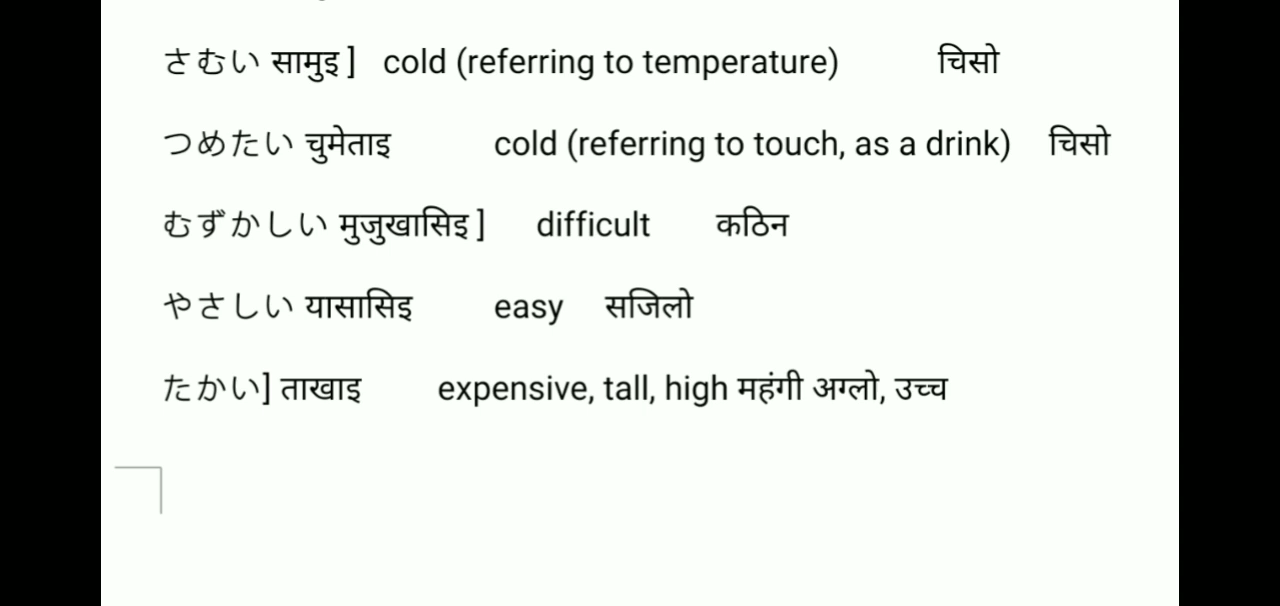 さむい सामुइ ] cold (referring to temperature) चिसो
つめたい चुमेताइ cold (referring to touch, as a drink) चिसो
むずかしい मुजुखासिइ ] difficult कठिन
やさしい यासासिइ easy सजिलो
たかい] ताखाइ expensive, tall, high महंगी अग्लो, उच्च